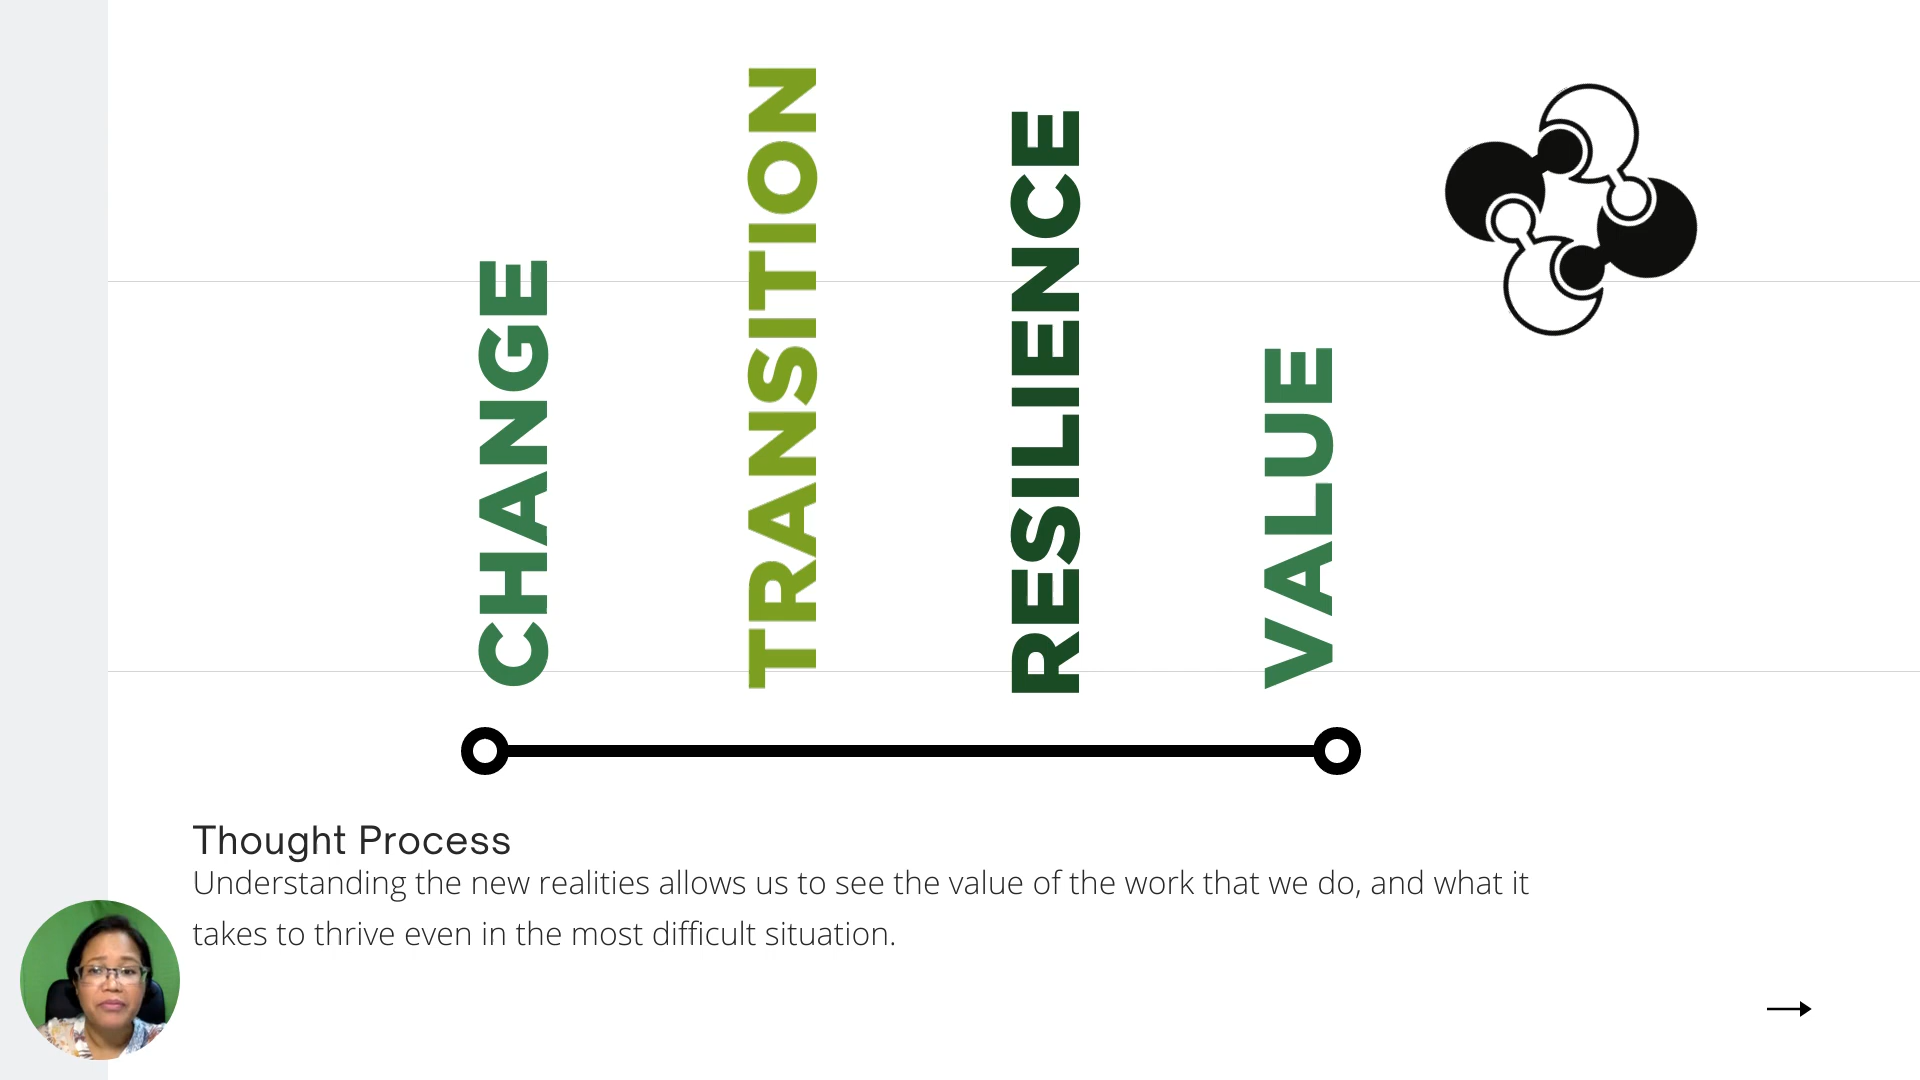 CHANGE
TRANSITION
RESILIENCE
VALUE
Thought Process
Understanding the new realities allows us to see the value of the work that we do, and what it
takes to thrive even in the most difficult situation.